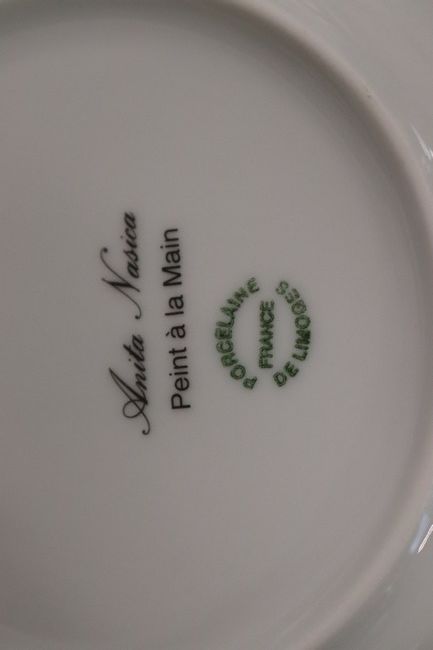 Anita Nasica
Peint à la Main
PORCELAINE
FRANCE
DE LIMOGES